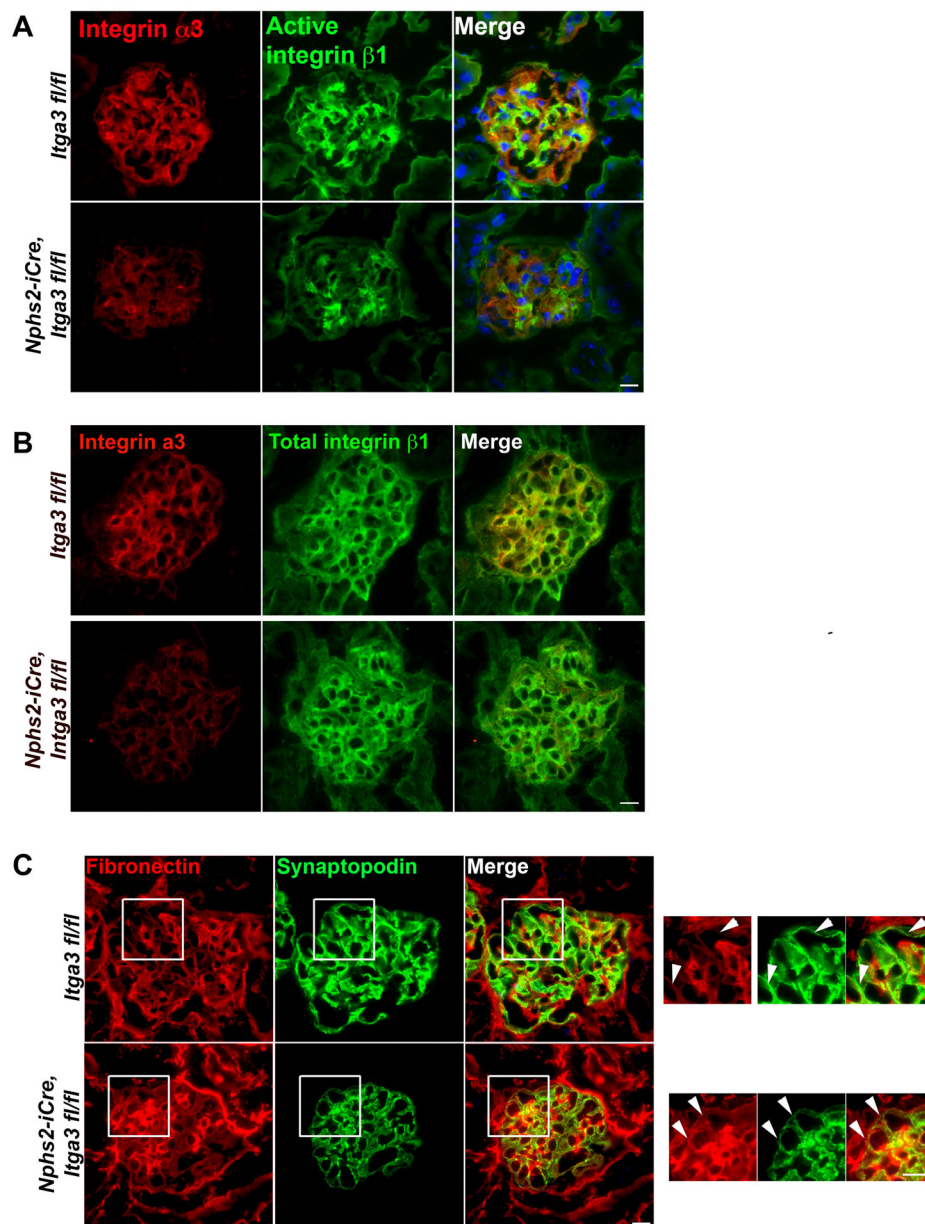 A
Integrin α3
Active
integrin β1
Merge
Itga3 fl/fl
Nphs2-iCre,
Itga3 fl/fl
B
Integrin a3
Total integrin β1
Merge
Itga3 fl/fl
Nphs2-iCre,
Intga3 fl/fl
C
Fibronectin
Synaptopodin
Merge
Itga3 fl/fl
Nphs2-iCre,
Itga3 fl/fl